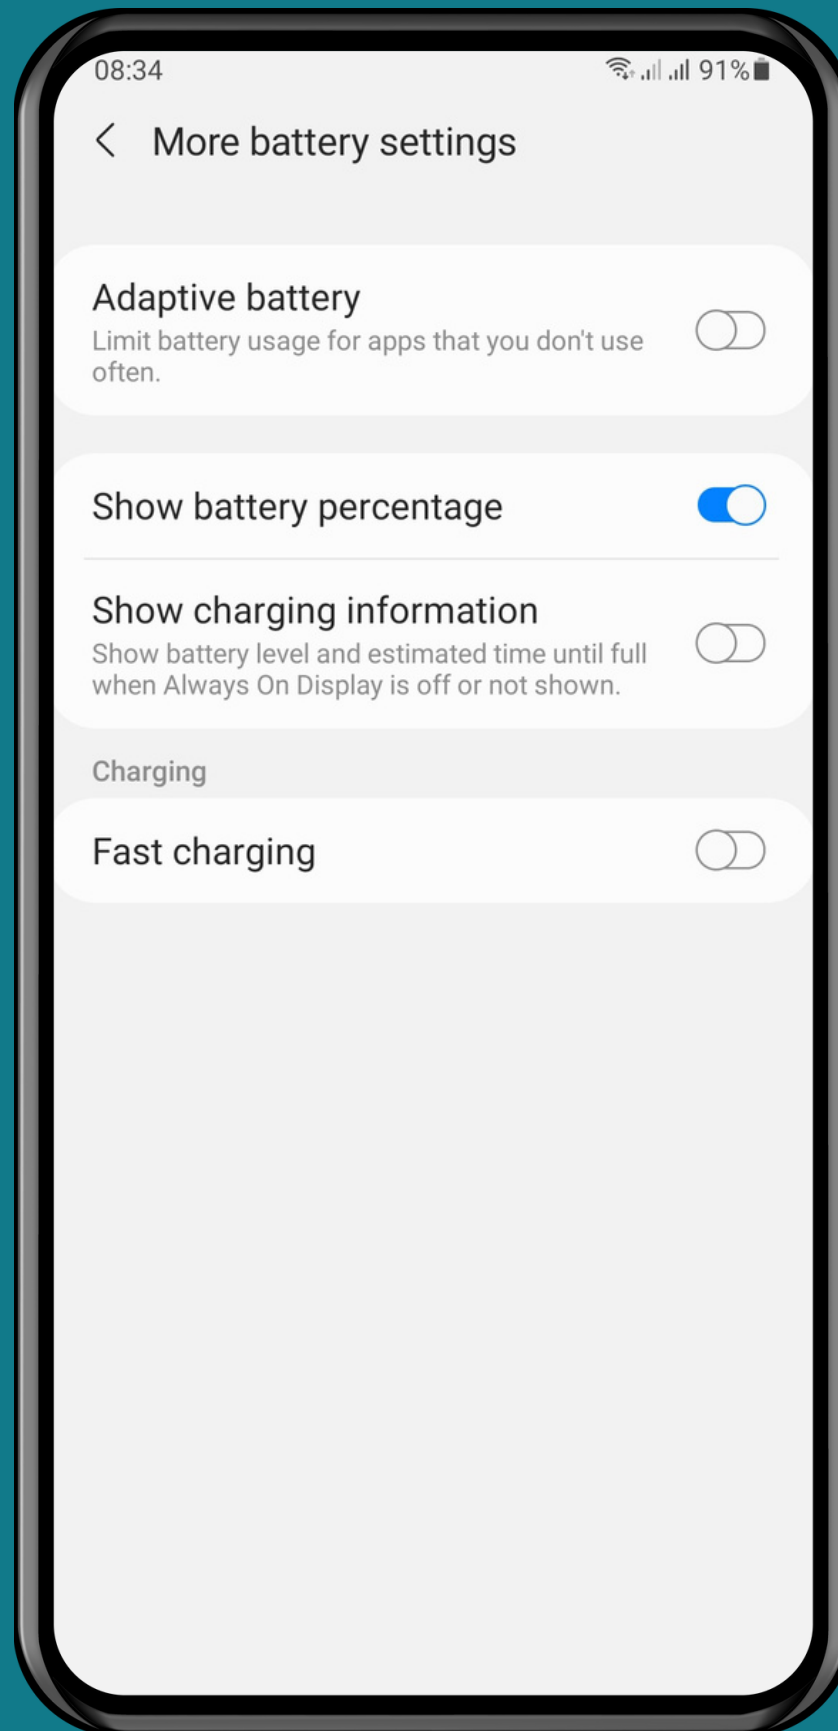 08:34 91%
More battery settings
Adaptive battery
Limit battery usage for apps that you don't use
often.
Show battery percentage
Show charging information
Show battery level and estimated time until full
when Always On Display is off or not shown.
Charging
Fast charging